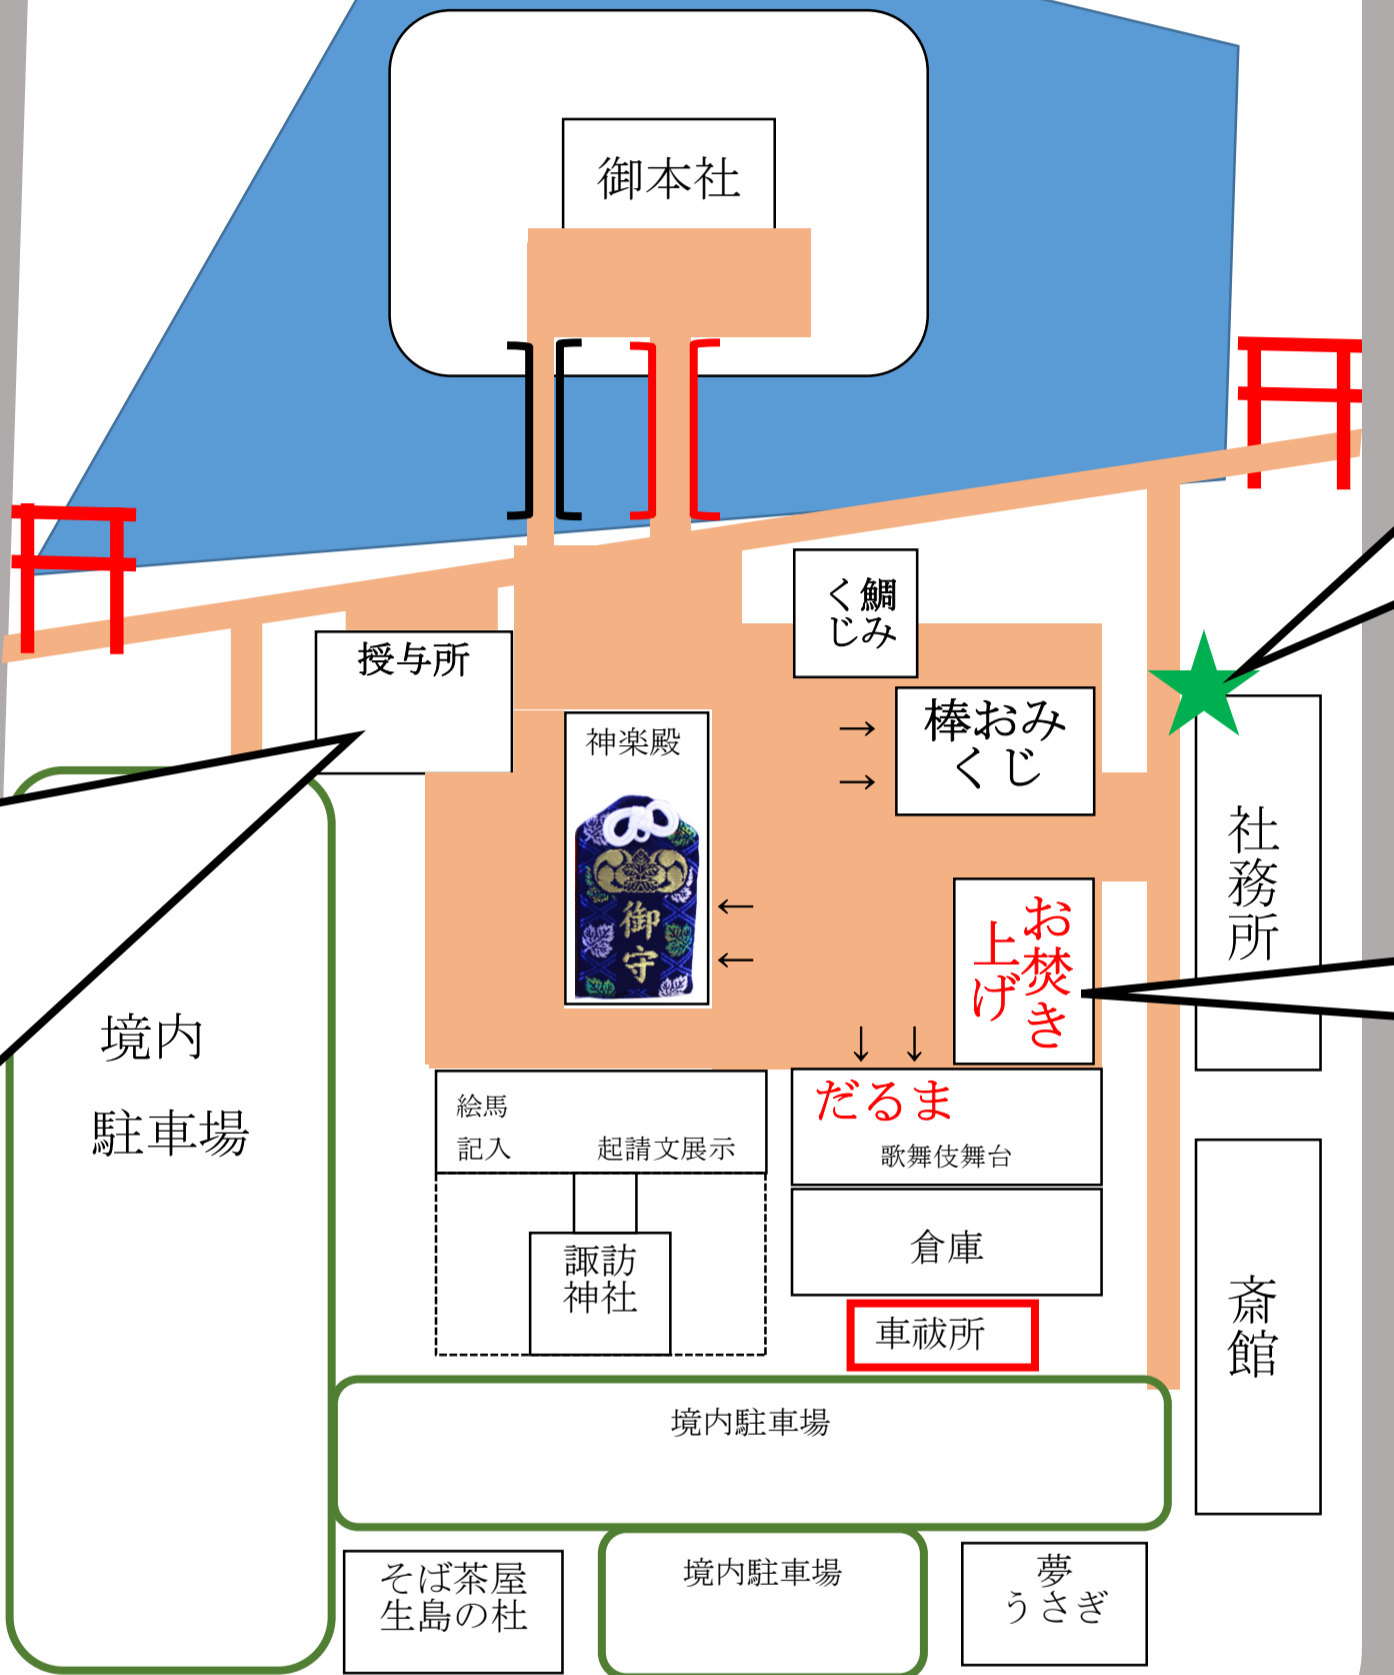 御本社
鯛み
くじ
授与所
神楽殿
棒おみ
くじ
御
守
社務所
お焚き
上げ
境内
駐車場
絵馬
記入
起請文展示
だるま
歌舞伎舞台
倉庫
諏訪
神社
車祓所
斎館
境内駐車場
境内駐車場
そば茶屋
生島の杜
夢
うさぎ